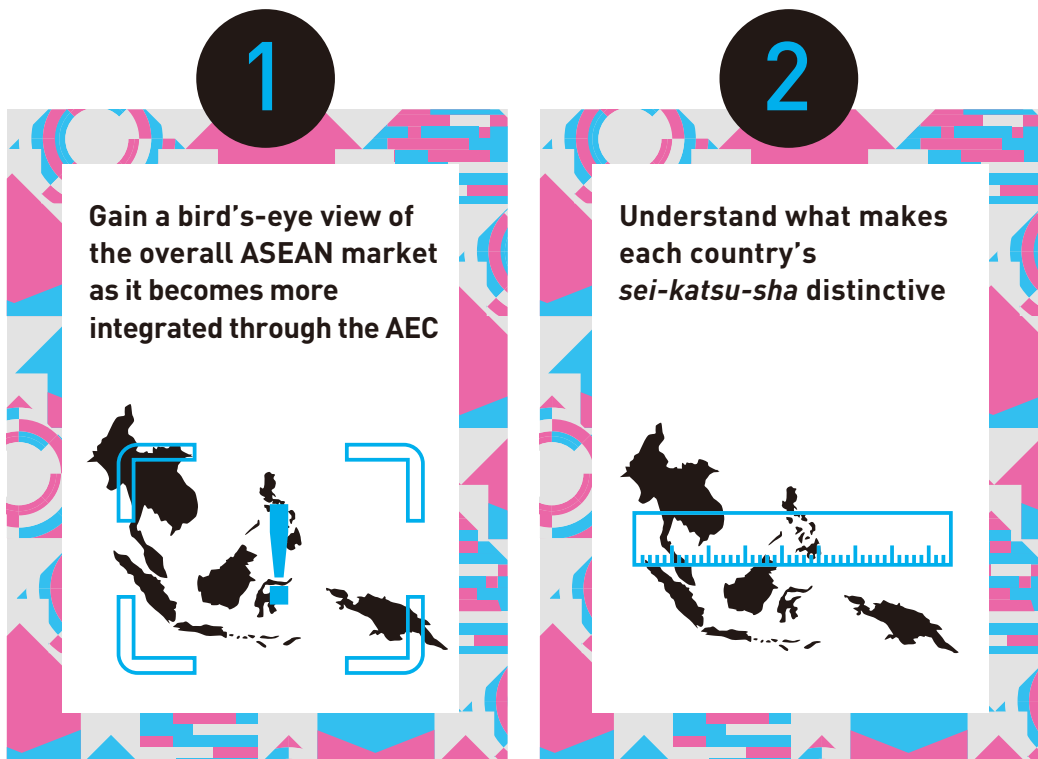 1
Gain a bird's-eye view of
the overall ASEAN market
as it becomes more
integrated through the AEC
!
2
Understand what makes
each country's
sei-katsu-sha distinctive